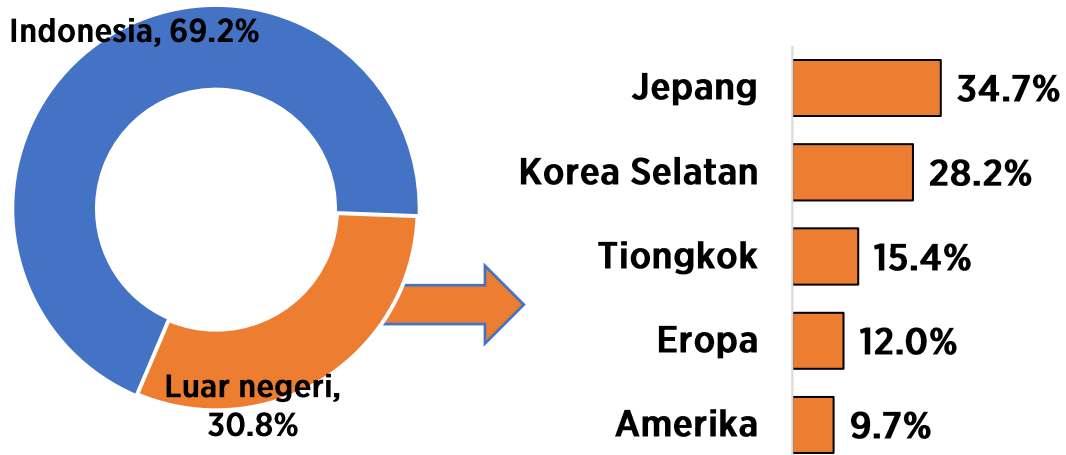 Indonesia, 69.2%
Luar negeri,
30.8%
Jepang 34.7%
Korea Selatan 28.2%
Tiongkok 15.4%
Eropa 12.0%
Amerika 9.7%